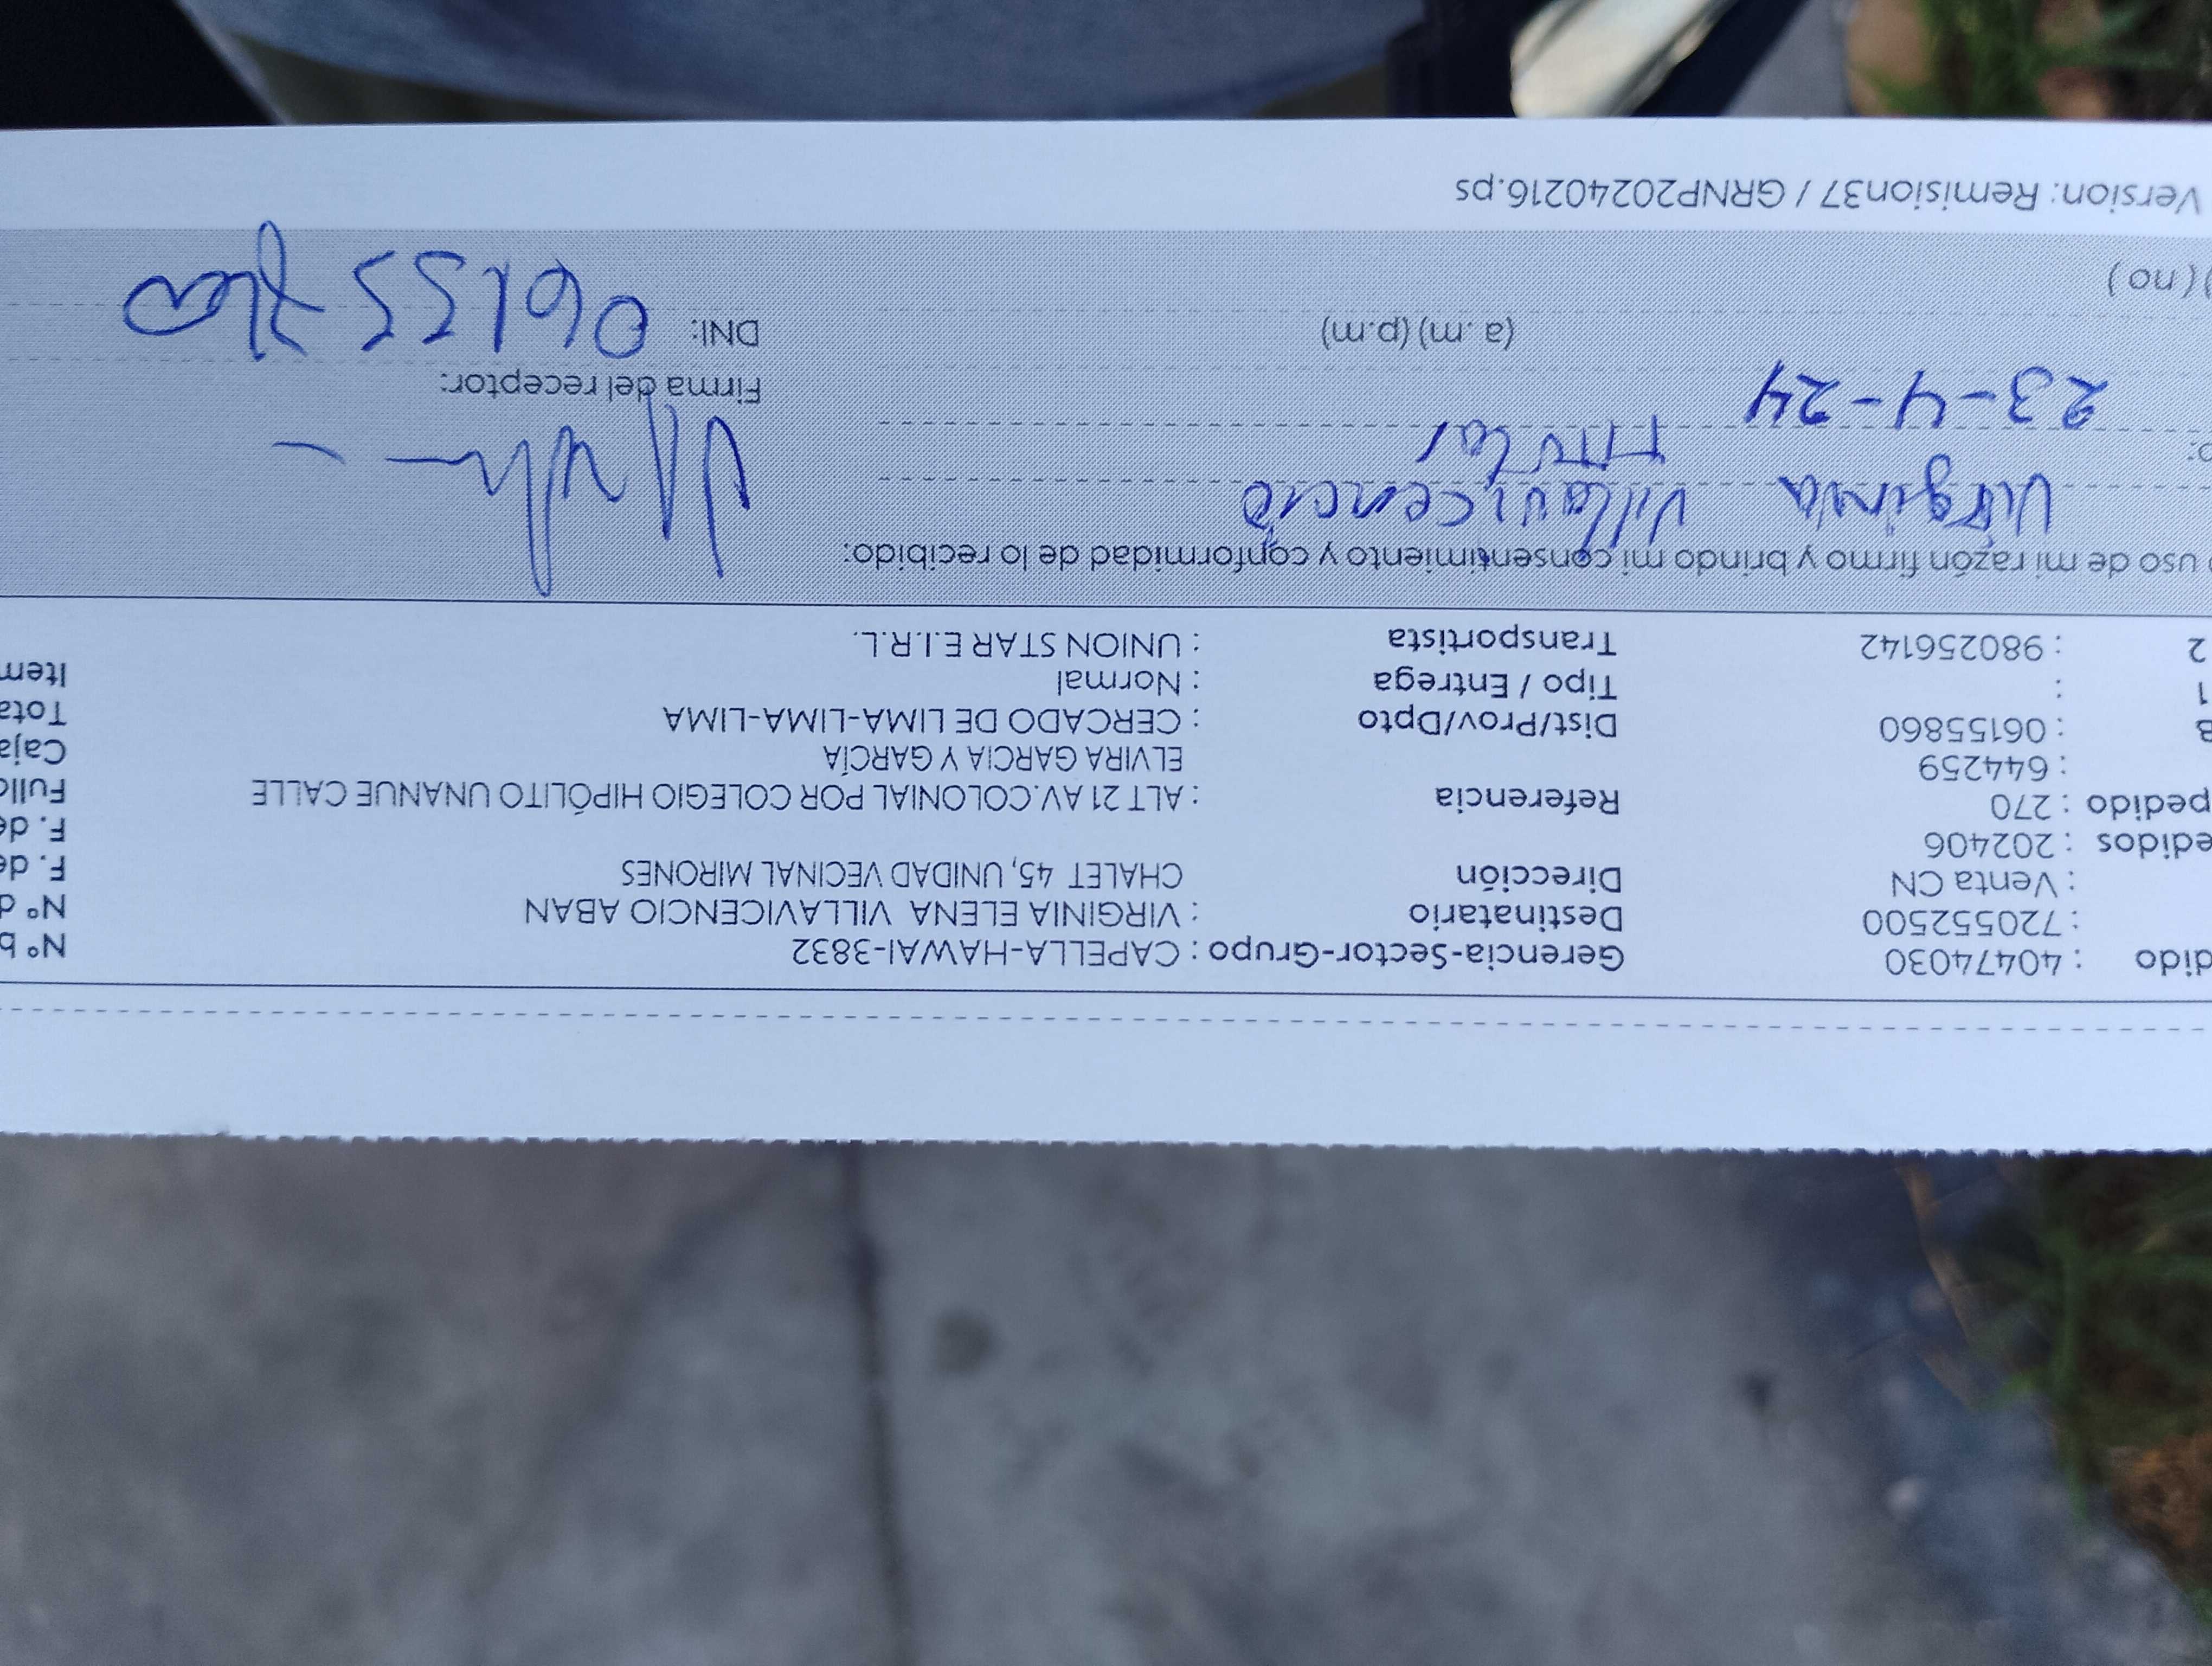 dido : 40474030 Gerencia-Sector-Grupo : CAPELLA-HAWAI-3832 Nº b
: 720552500 Destinatario : VIRGINIA ELENA VILLAVICENCIO ABAN Nº d
: Venta CN Dirección CHALET 45, UNIDAD VECINAL MIRONES F. de
edidos : 202406 F. de
pedido : 270 Referencia : ALT 21 AV.COLONIAL POR COLEGIO HIPÓLITO UNANUE CALLE Fullc
: 644259 ELVIRA GARCIA Y GARCÍA Caja
B : 06155860 Dist/Prov/Dpto : CERCADO DE LIMA-LIMA-LIMA Tota
1 : Tipo / Entrega : Normal Item
2 : 980256142 Transportista : UNION STAR E.I.R.L.
uso de mi razón firmo y brindo mi consentimiento y conformidad de lo recibido:
Virginia Villavicencio
Titular
23-4-24
Firma del receptor:
(a.m) (p.m) DNI: 06155
) ( no )
Version: Remision37 / GRNP20240216.ps